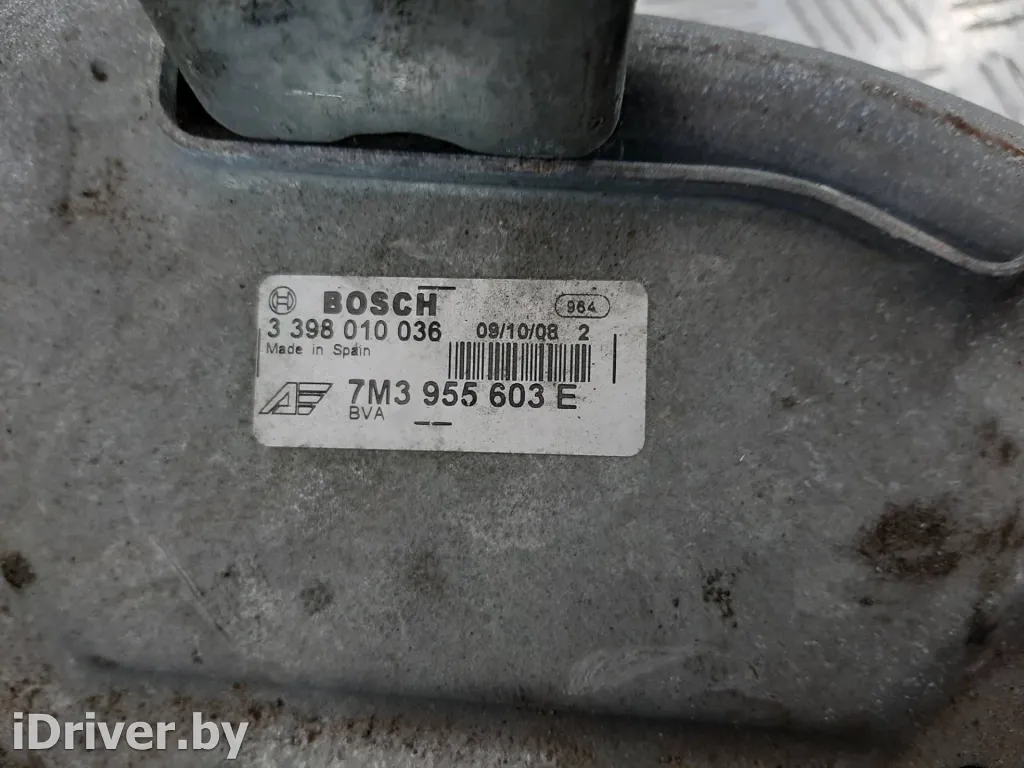 BOSCH 964
3 398 010 036 09/10/08 2
Made in Spain
7M3 955 603 E
BVA
iDriver.by